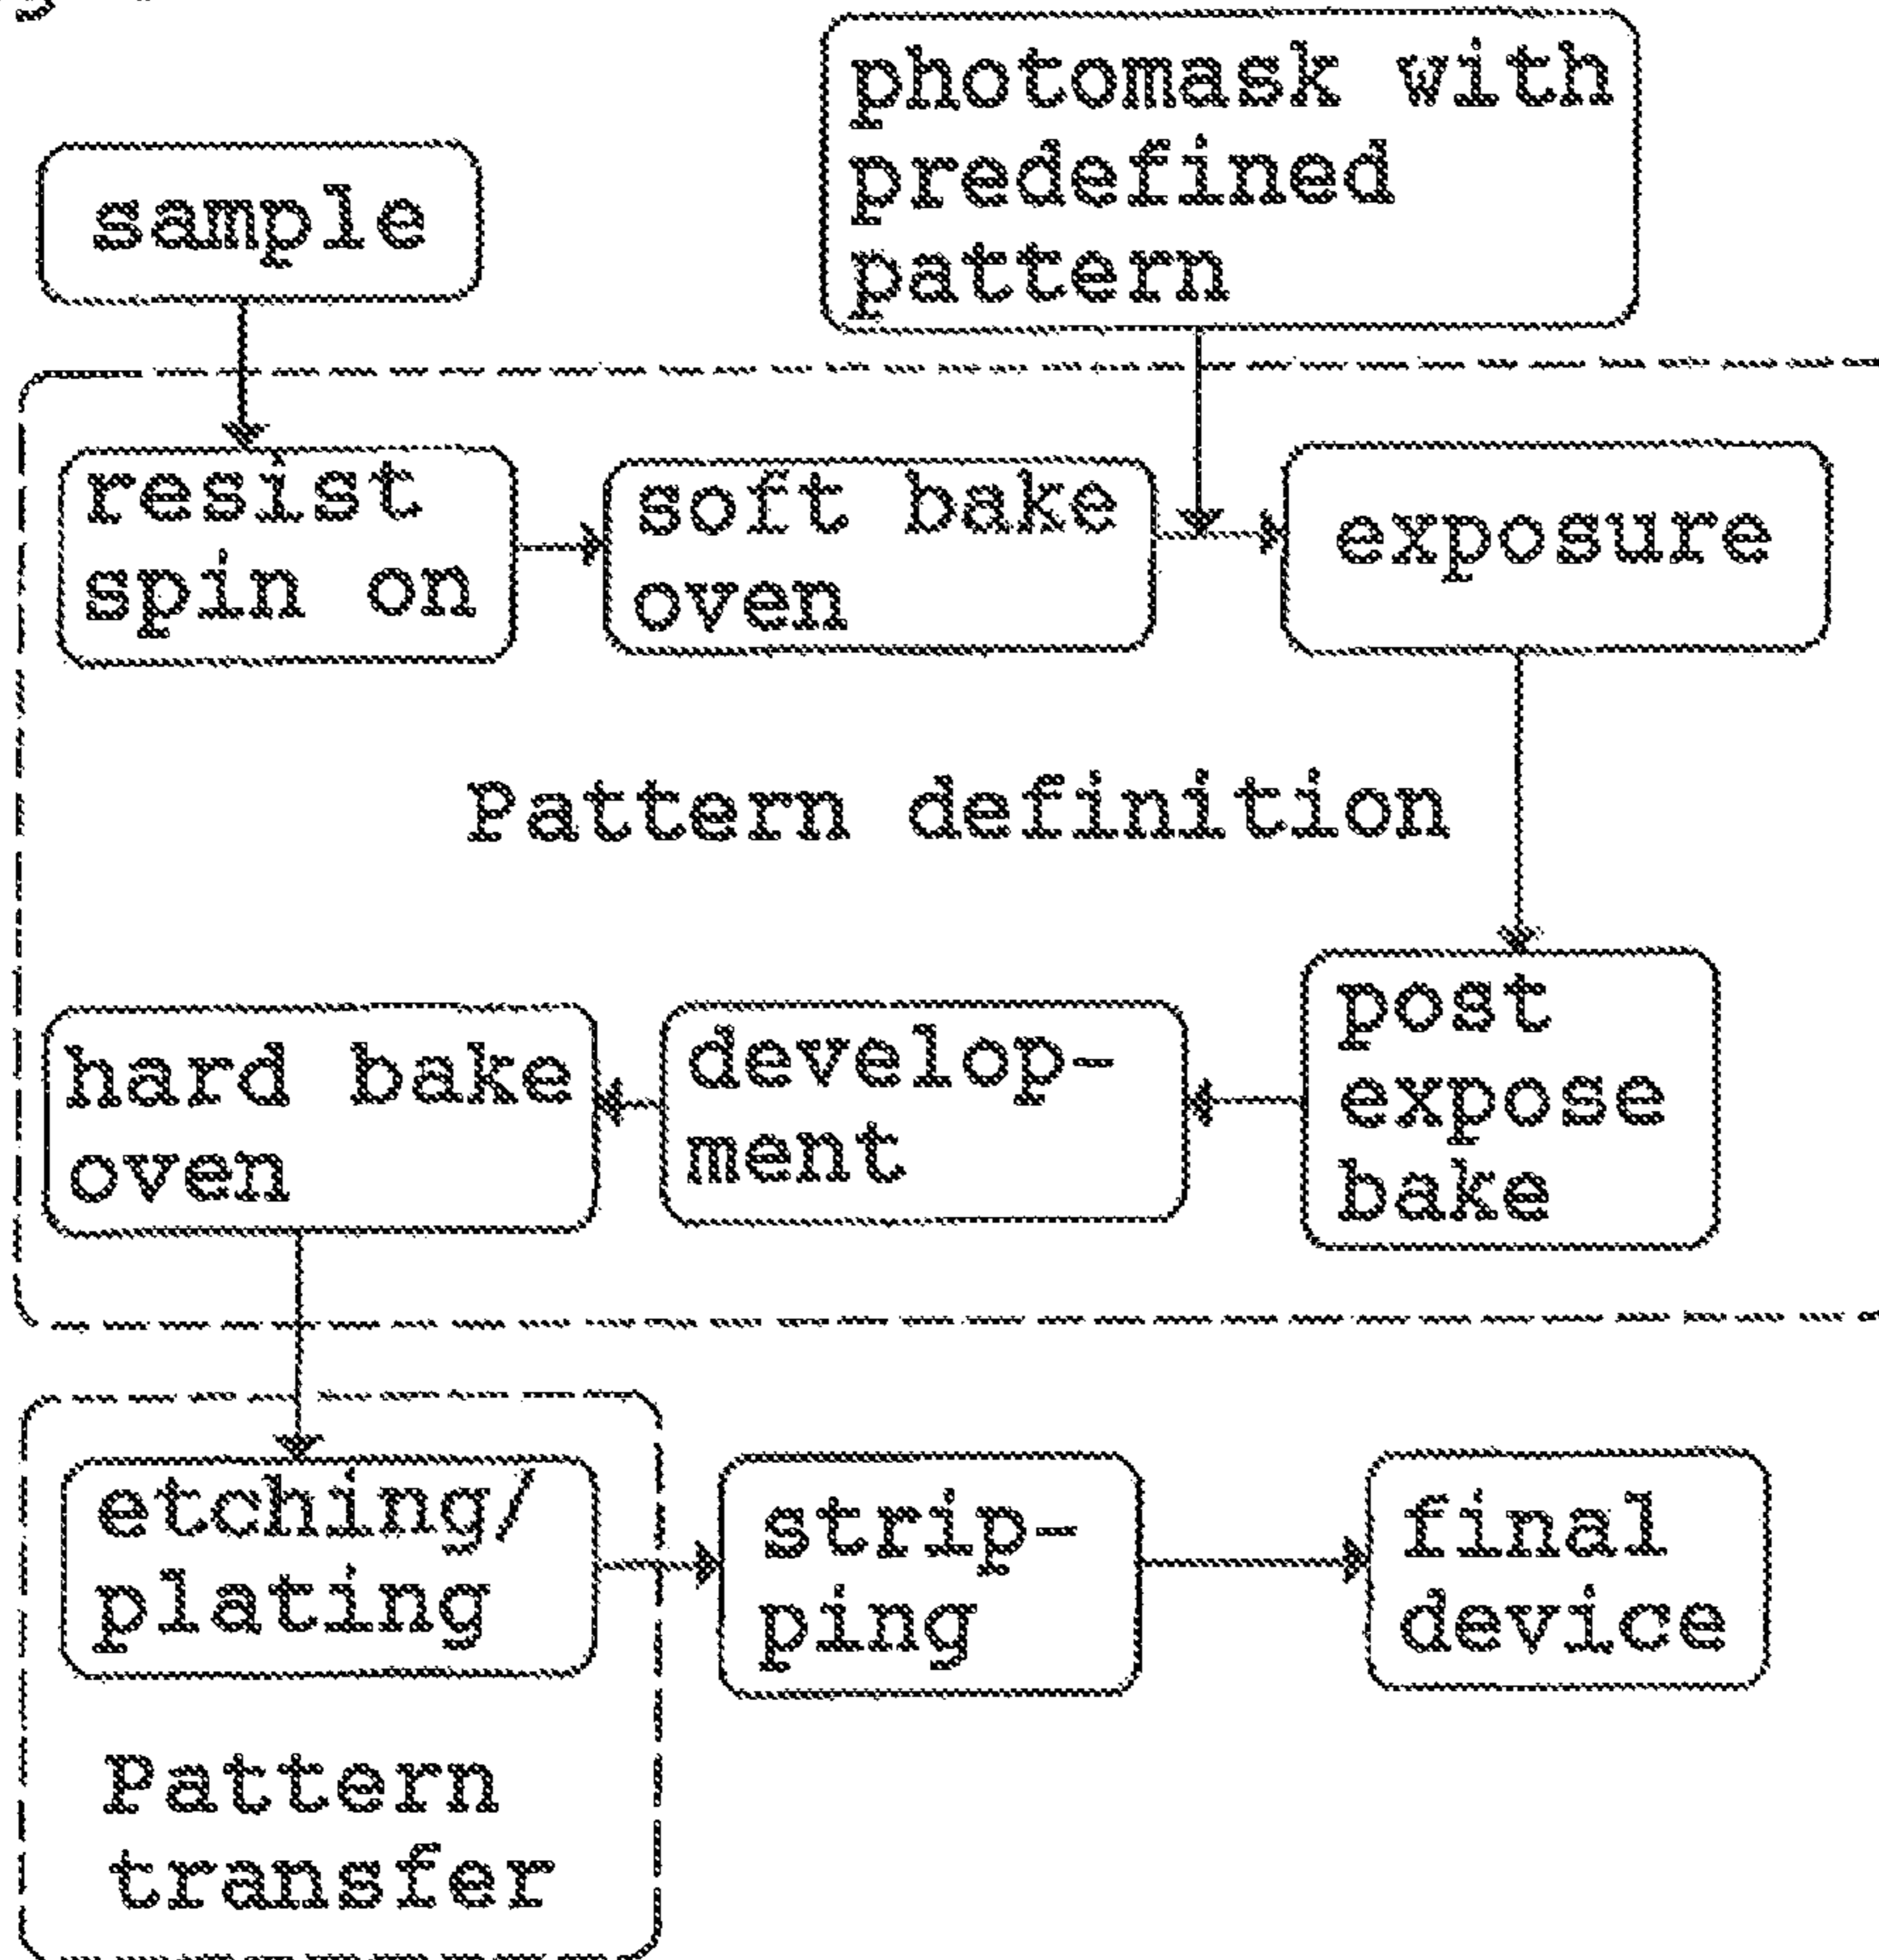 photomask with
predefined
pattern
sample
resist
spin on
soft bake
oven
exposure
Pattern definition
hard bake
oven
develop-
ment
post
expose
bake
etching/
plating
strip-
ping
final
device
Pattern
transfer